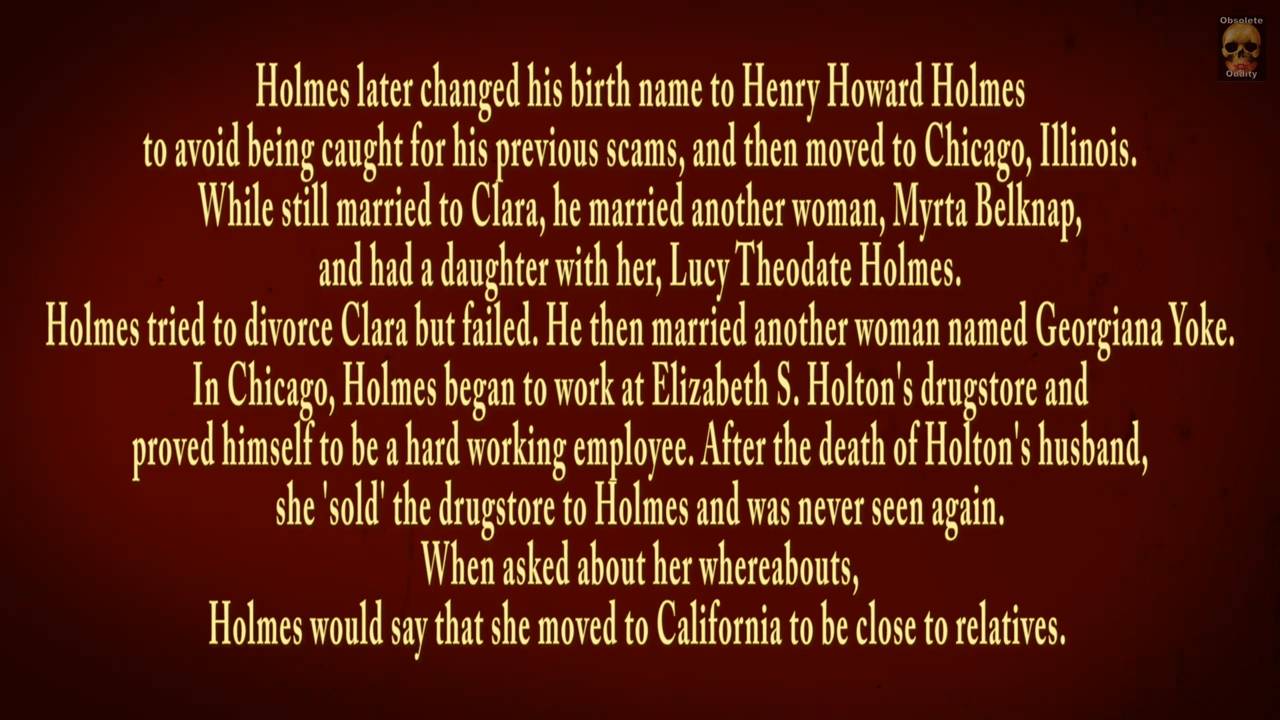 Obsolete
Oddity
Holmes later changed his birth name to Henry Howard Holmes
to avoid being caught for his previous scams, and then moved to Chicago, Illinois.
While still married to Clara, he married another woman, Myrta Belknap,
and had a daughter with her, Lucy Theodate Holmes.
Holmes tried to divorce Clara but failed. He then married another woman named Georgiana Yoke.
In Chicago, Holmes began to work at Elizabeth S. Holton's drugstore and
proved himself to be a hard working employee. After the death of Holton's husband,
she 'sold' the drugstore to Holmes and was never seen again.
When asked about her whereabouts,
Holmes would say that she moved to California to be close to relatives.